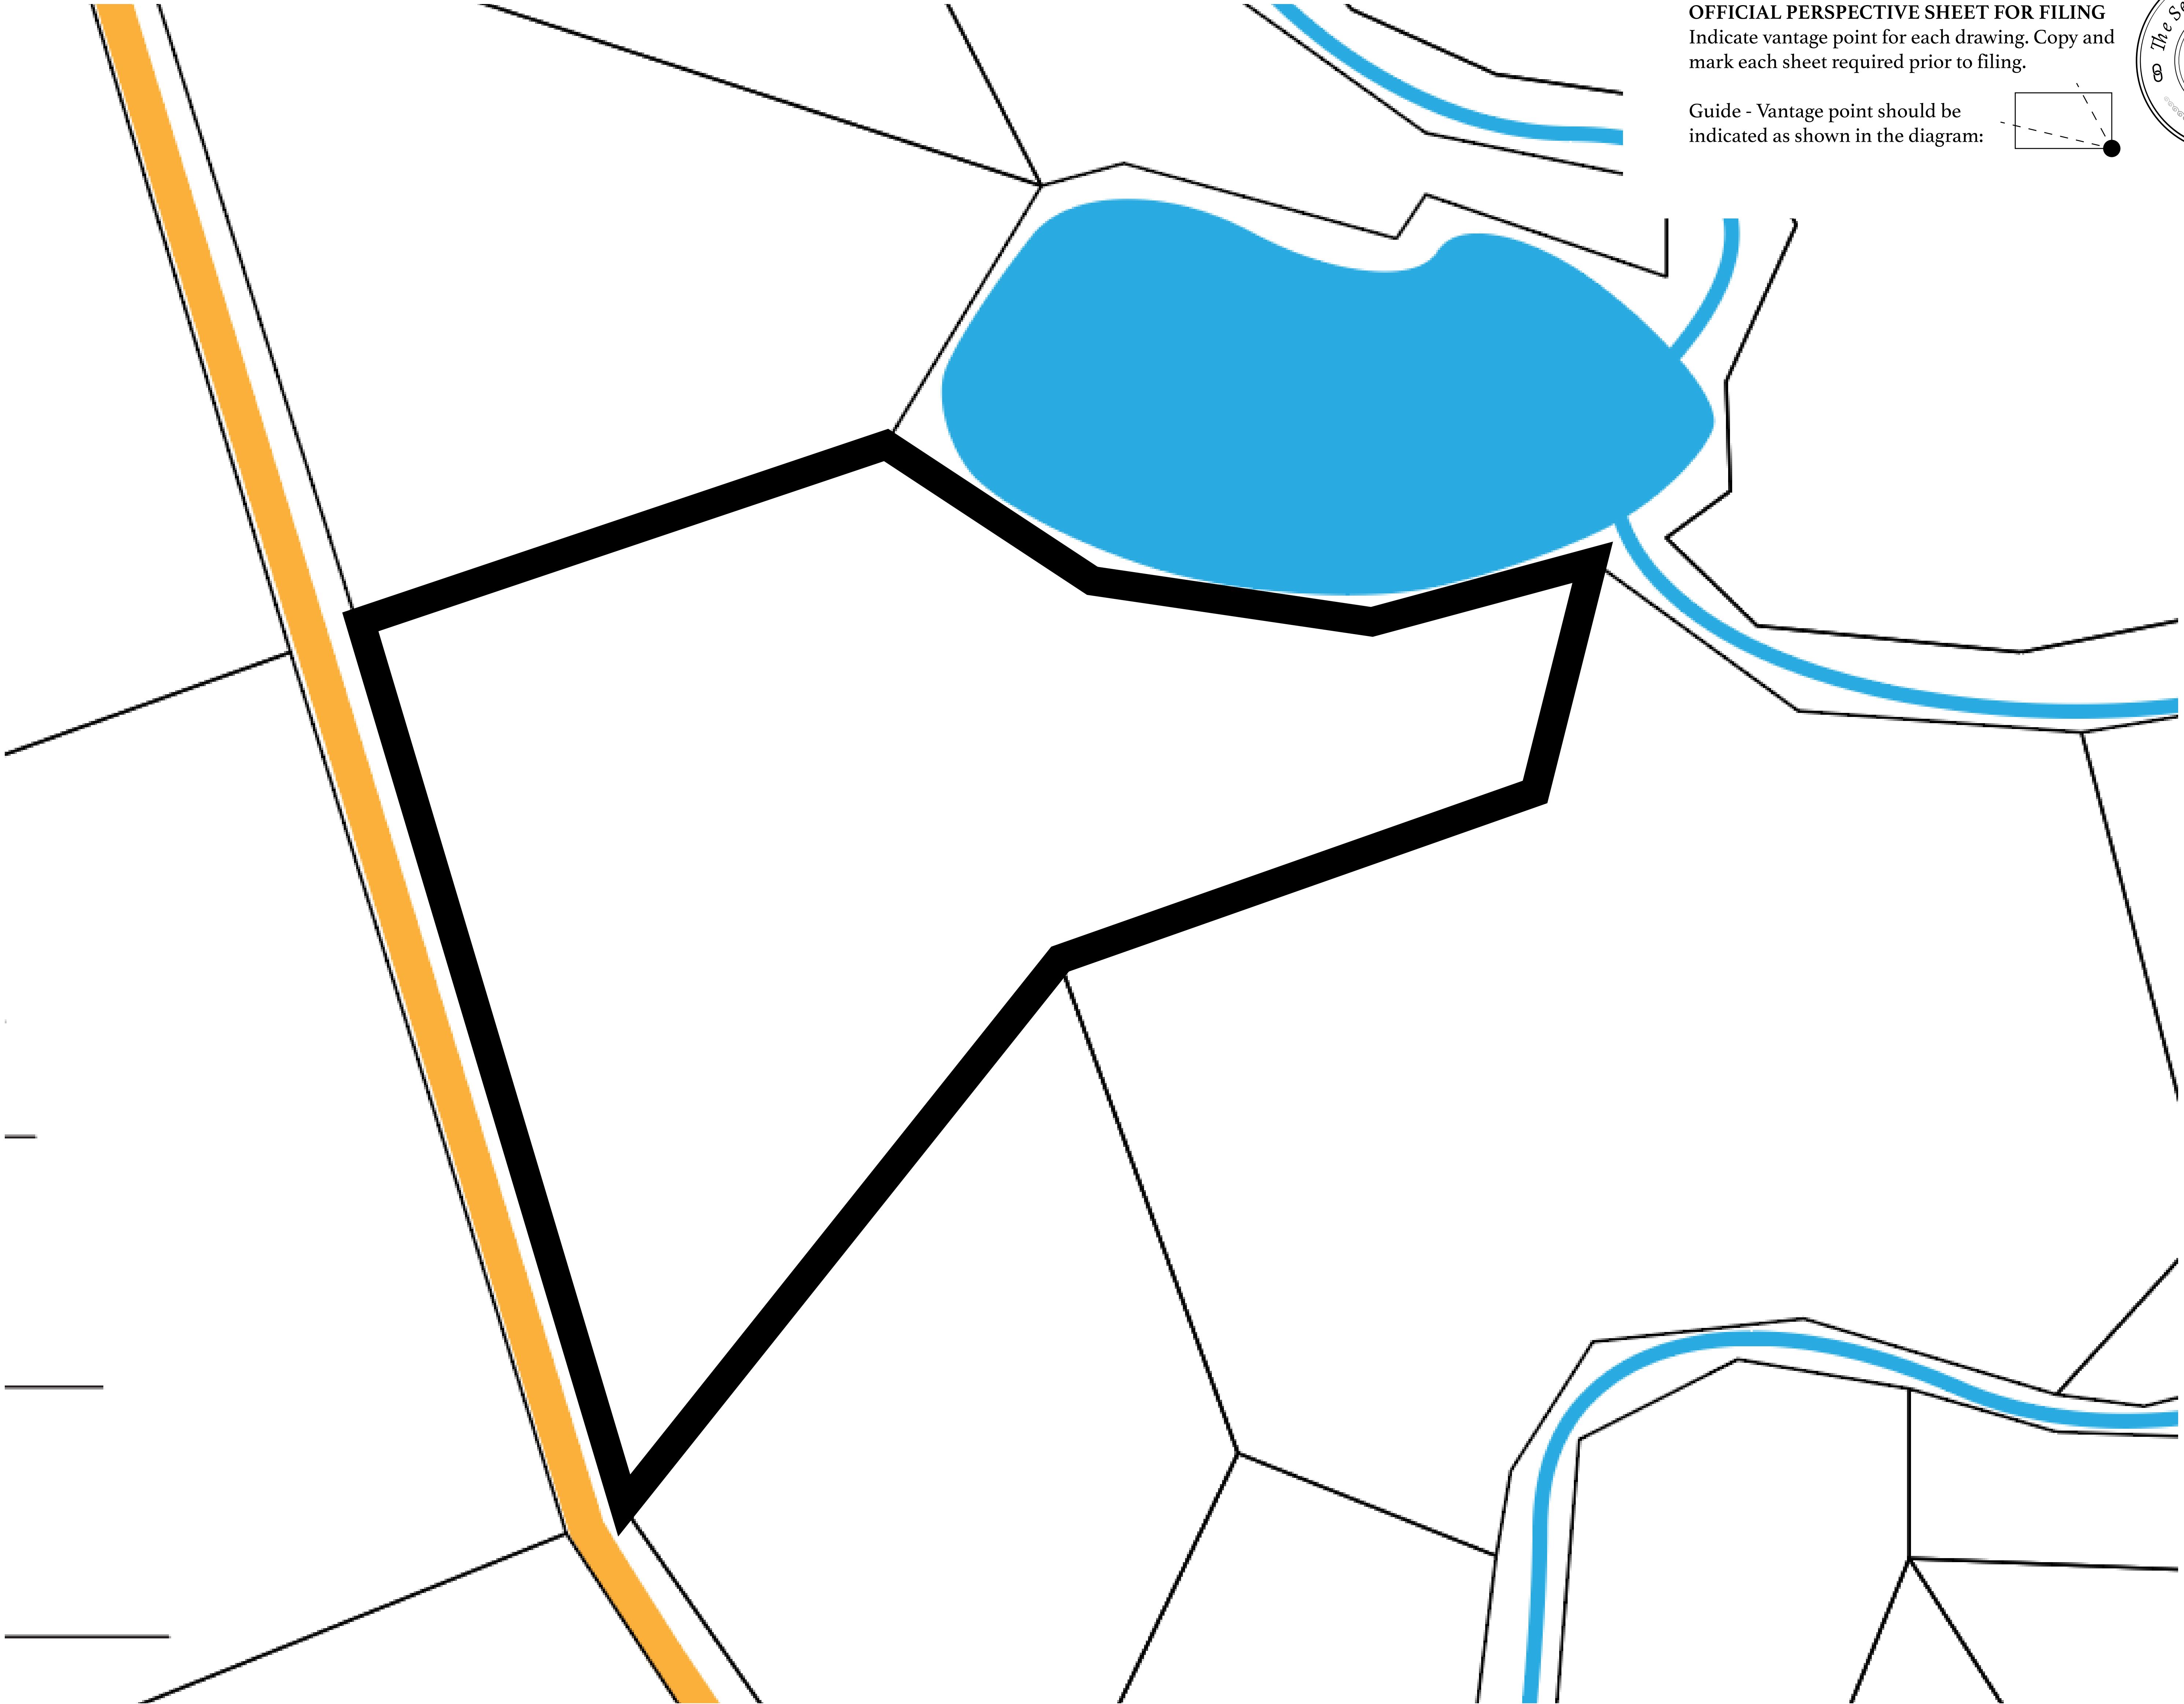 OFFICIAL PERSPECTIVE SHEET FOR FILING
Indicate vantage point for each drawing. Copy and
mark each sheet required prior to filing.
Guide - Vantage point should be
indicated as shown in the diagram:
The